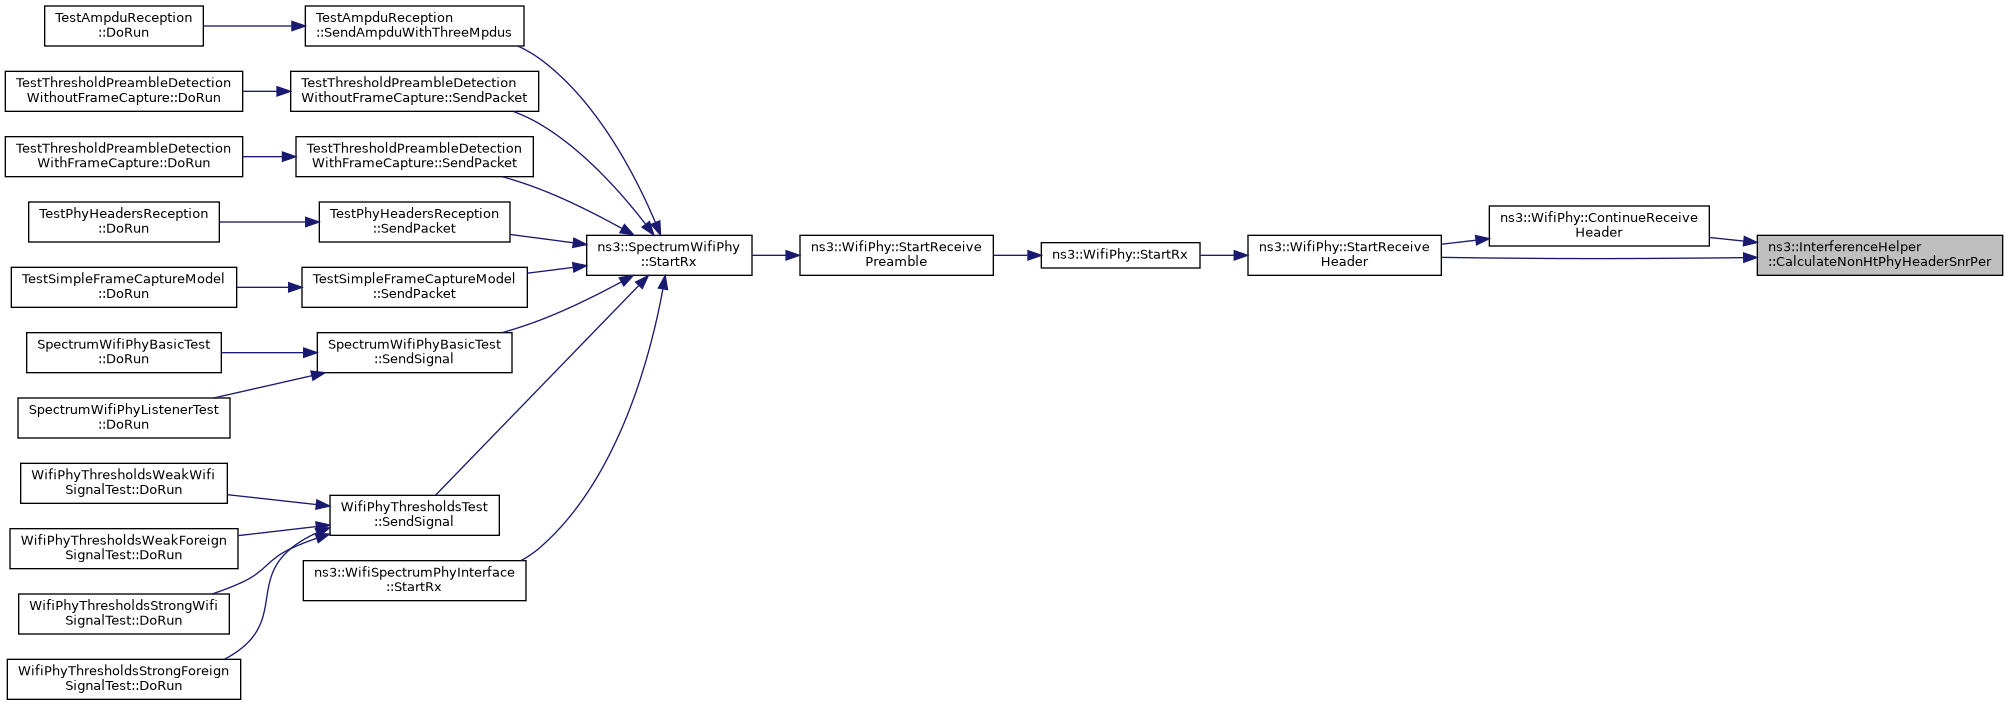 TestAmpduReception
::DoRun
TestAmpduReception
::SendAmpduWithThreeMpdus
TestThresholdPreambleDetection
WithoutFrameCapture::DoRun
TestThresholdPreambleDetection
WithoutFrameCapture::SendPacket
TestThresholdPreambleDetection
WithFrameCapture::DoRun
TestThresholdPreambleDetection
WithFrameCapture::SendPacket
TestPhyHeadersReception
::DoRun
TestPhyHeadersReception
::SendPacket
TestSimpleFrameCaptureModel
::DoRun
TestSimpleFrameCaptureModel
::SendPacket
SpectrumWifiPhyBasicTest
::DoRun
SpectrumWifiPhyBasicTest
::SendSignal
SpectrumWifiPhyListenerTest
::DoRun
WifiPhyThresholdsWeakWifi
SignalTest::DoRun
WifiPhyThresholdsTest
::SendSignal
WifiPhyThresholdsWeakForeign
SignalTest::DoRun
WifiPhyThresholdsStrongWifi
SignalTest::DoRun
WifiPhyThresholdsStrongForeign
SignalTest::DoRun
ns3::WifiSpectrumPhyInterface
::StartRx
ns3::SpectrumWifiPhy
::StartRx
ns3::WifiPhy::StartReceive
Preamble
ns3::WifiPhy::StartRx
ns3::WifiPhy::StartReceive
Header
ns3::WifiPhy::ContinueReceive
Header
ns3::InterferenceHelper
::CalculateNonHtPhyHeaderSnrPer